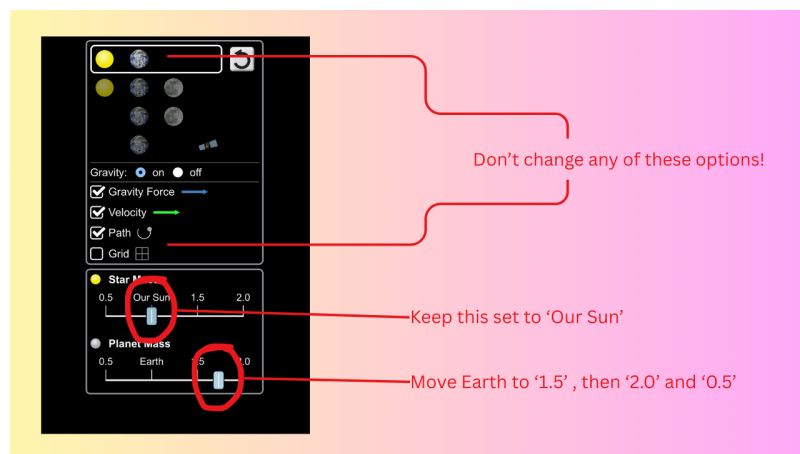 Gravity: on off
Gravity Force
Velocity
Path
Grid
Star Mass
0.5 Our Sun 1.5 2.0
Planet Mass
0.5 Earth 1.5 2.0
Don’t change any of these options!
Keep this set to ‘Our Sun’
Move Earth to ‘1.5’ , then ‘2.0’ and ‘0.5’